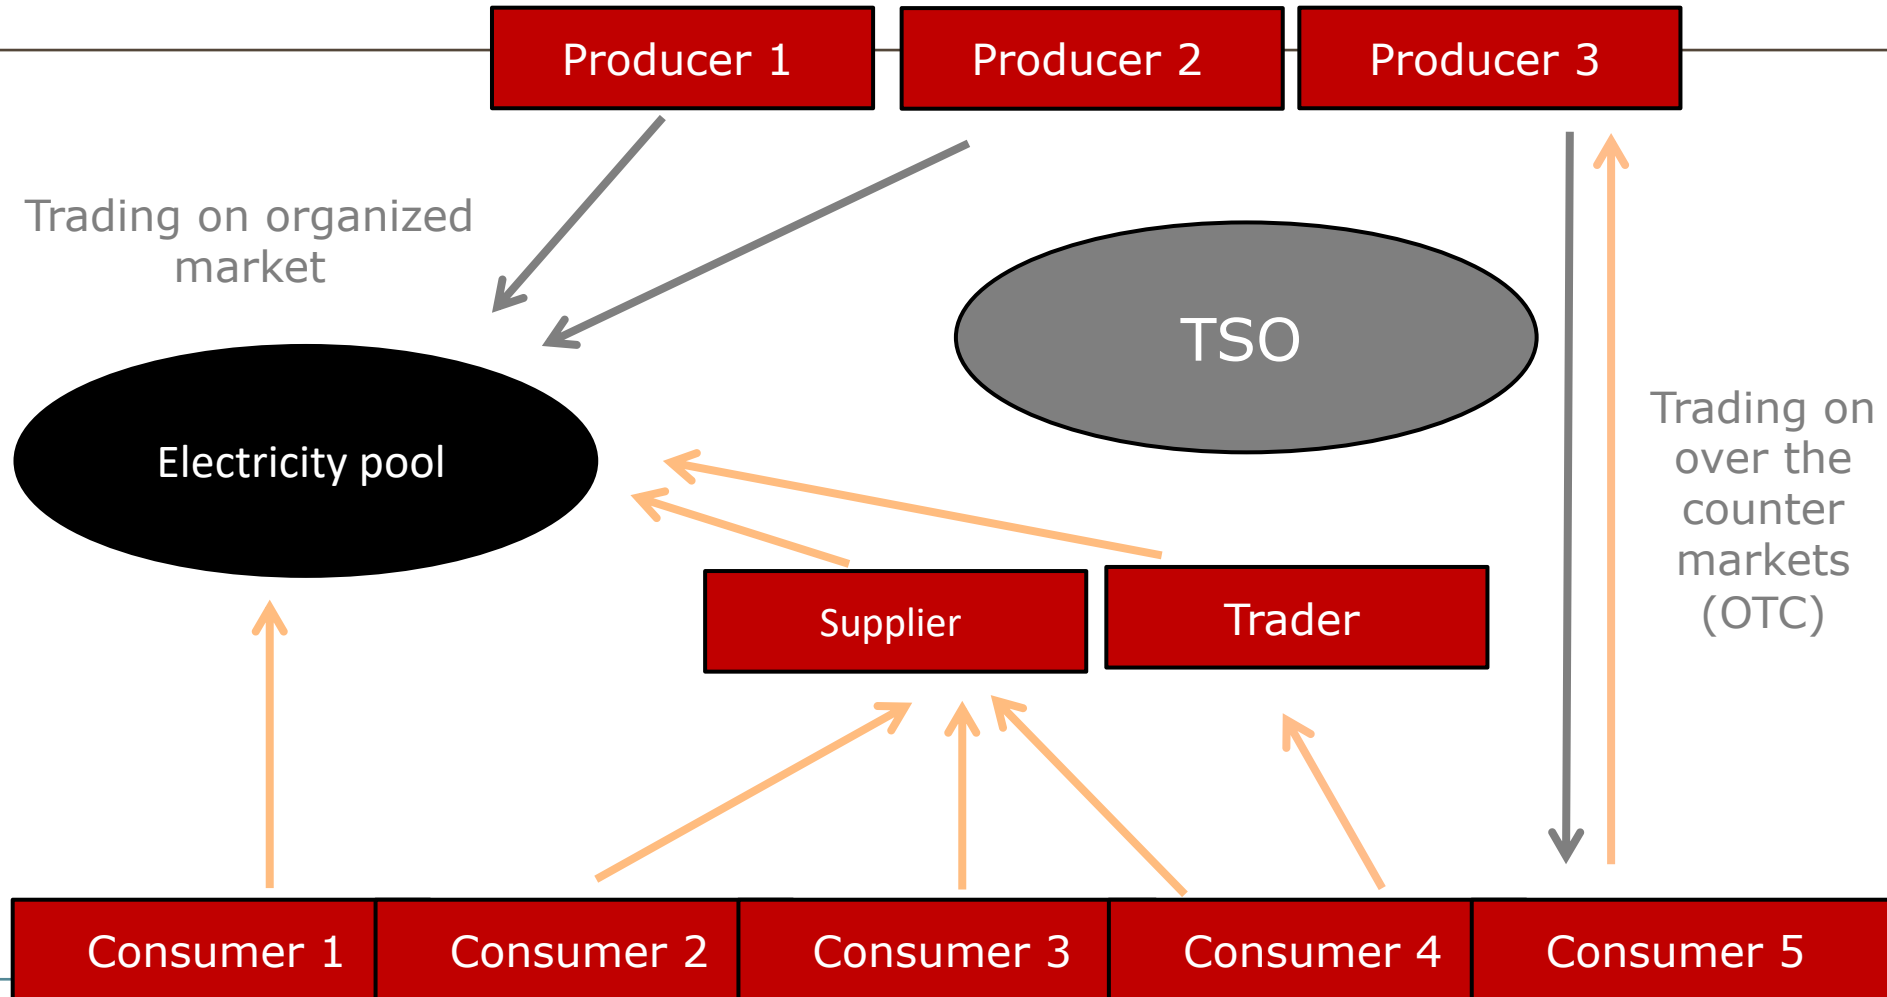 Producer 1
Producer 2
Producer 3
Trading on organized
market
TSO
Electricity pool
Trading on
over the
counter
markets
(OTC)
Supplier
Trader
Consumer 1
Consumer 2
Consumer 3
Consumer 4
Consumer 5